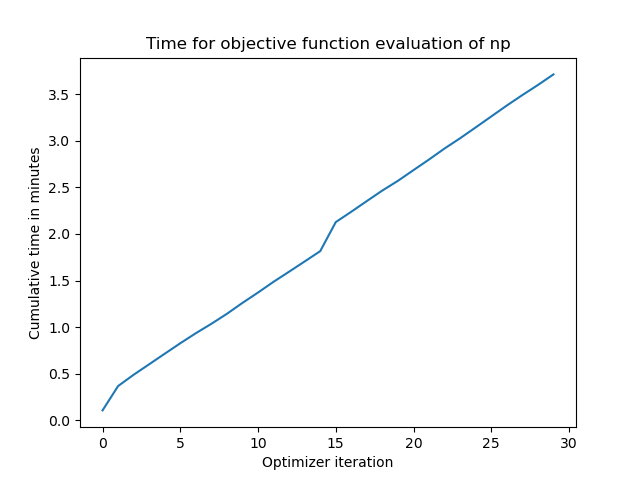 Time for objective function evaluation of np
Cumulative time in minutes
3.5
3.0
2.5
2.0
1.5
1.0
0.5
0.0
0 5 10 15 20 25 30
Optimizer iteration